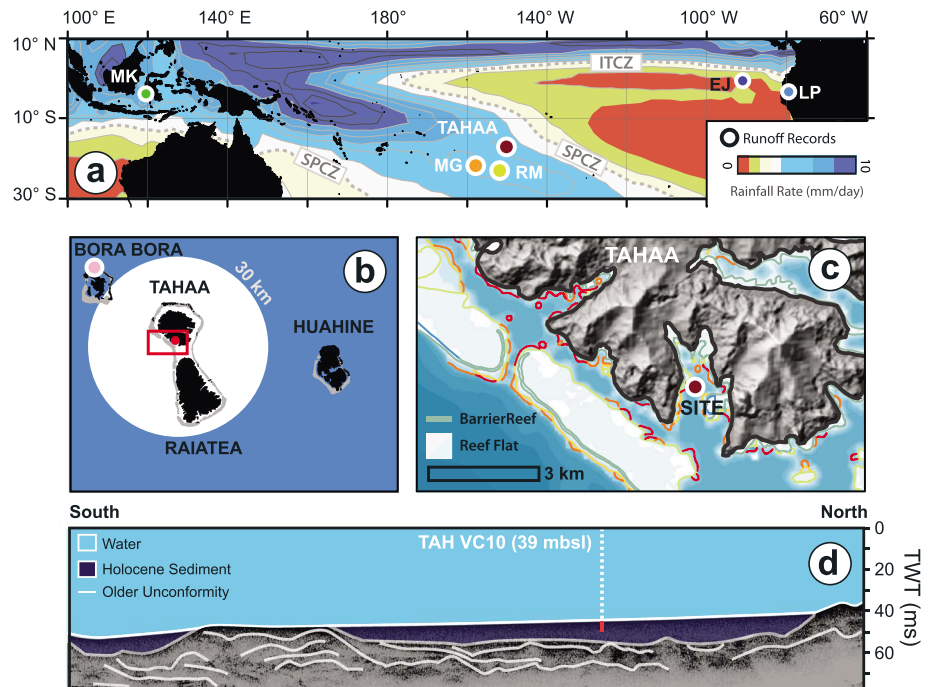 100° E 140° E 180° 140° W 100° W 60° W
10° N
10° S
30° S
MK
ITCZ
EJ
LP
TAHAA
MG
RM
SPCZ
SPCZ
a
Runoff Records
0 10
Rainfall Rate (mm/day)
BORA BORA
b
30 km
TAHAA
HUAHINE
RAIATEA
TAHAA
c
SITE
BarrierReef
Reef Flat
3 km
South
North
Water
Holocene Sediment
Older Unconformity
TAH VC10 (39 mbsl)
d
0
20
40
60
TWT (ms)